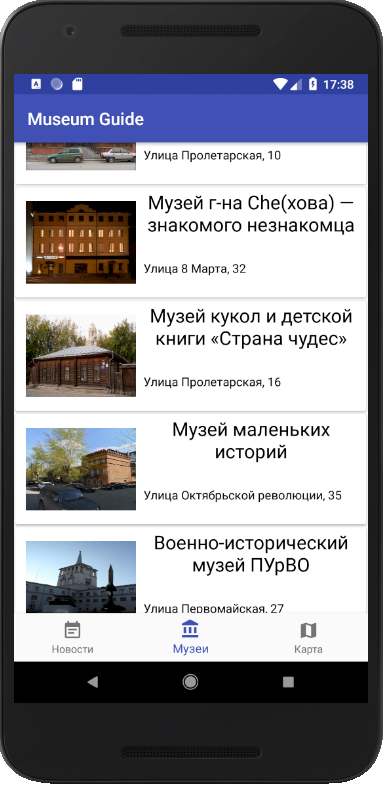 17:38
Museum Guide
Улица Пролетарская, 10
Музей г-на Che(хова) —
знакомого незнакомца
Улица 8 Марта, 32
Музей кукол и детской
книги «Страна чудес»
Улица Пролетарская, 16
Музей маленьких
историй
Улица Октябрьской революции, 35
Военно-исторический
музей ПУрВО
Улица Первомайская, 27
Новости
Музеи
Карта